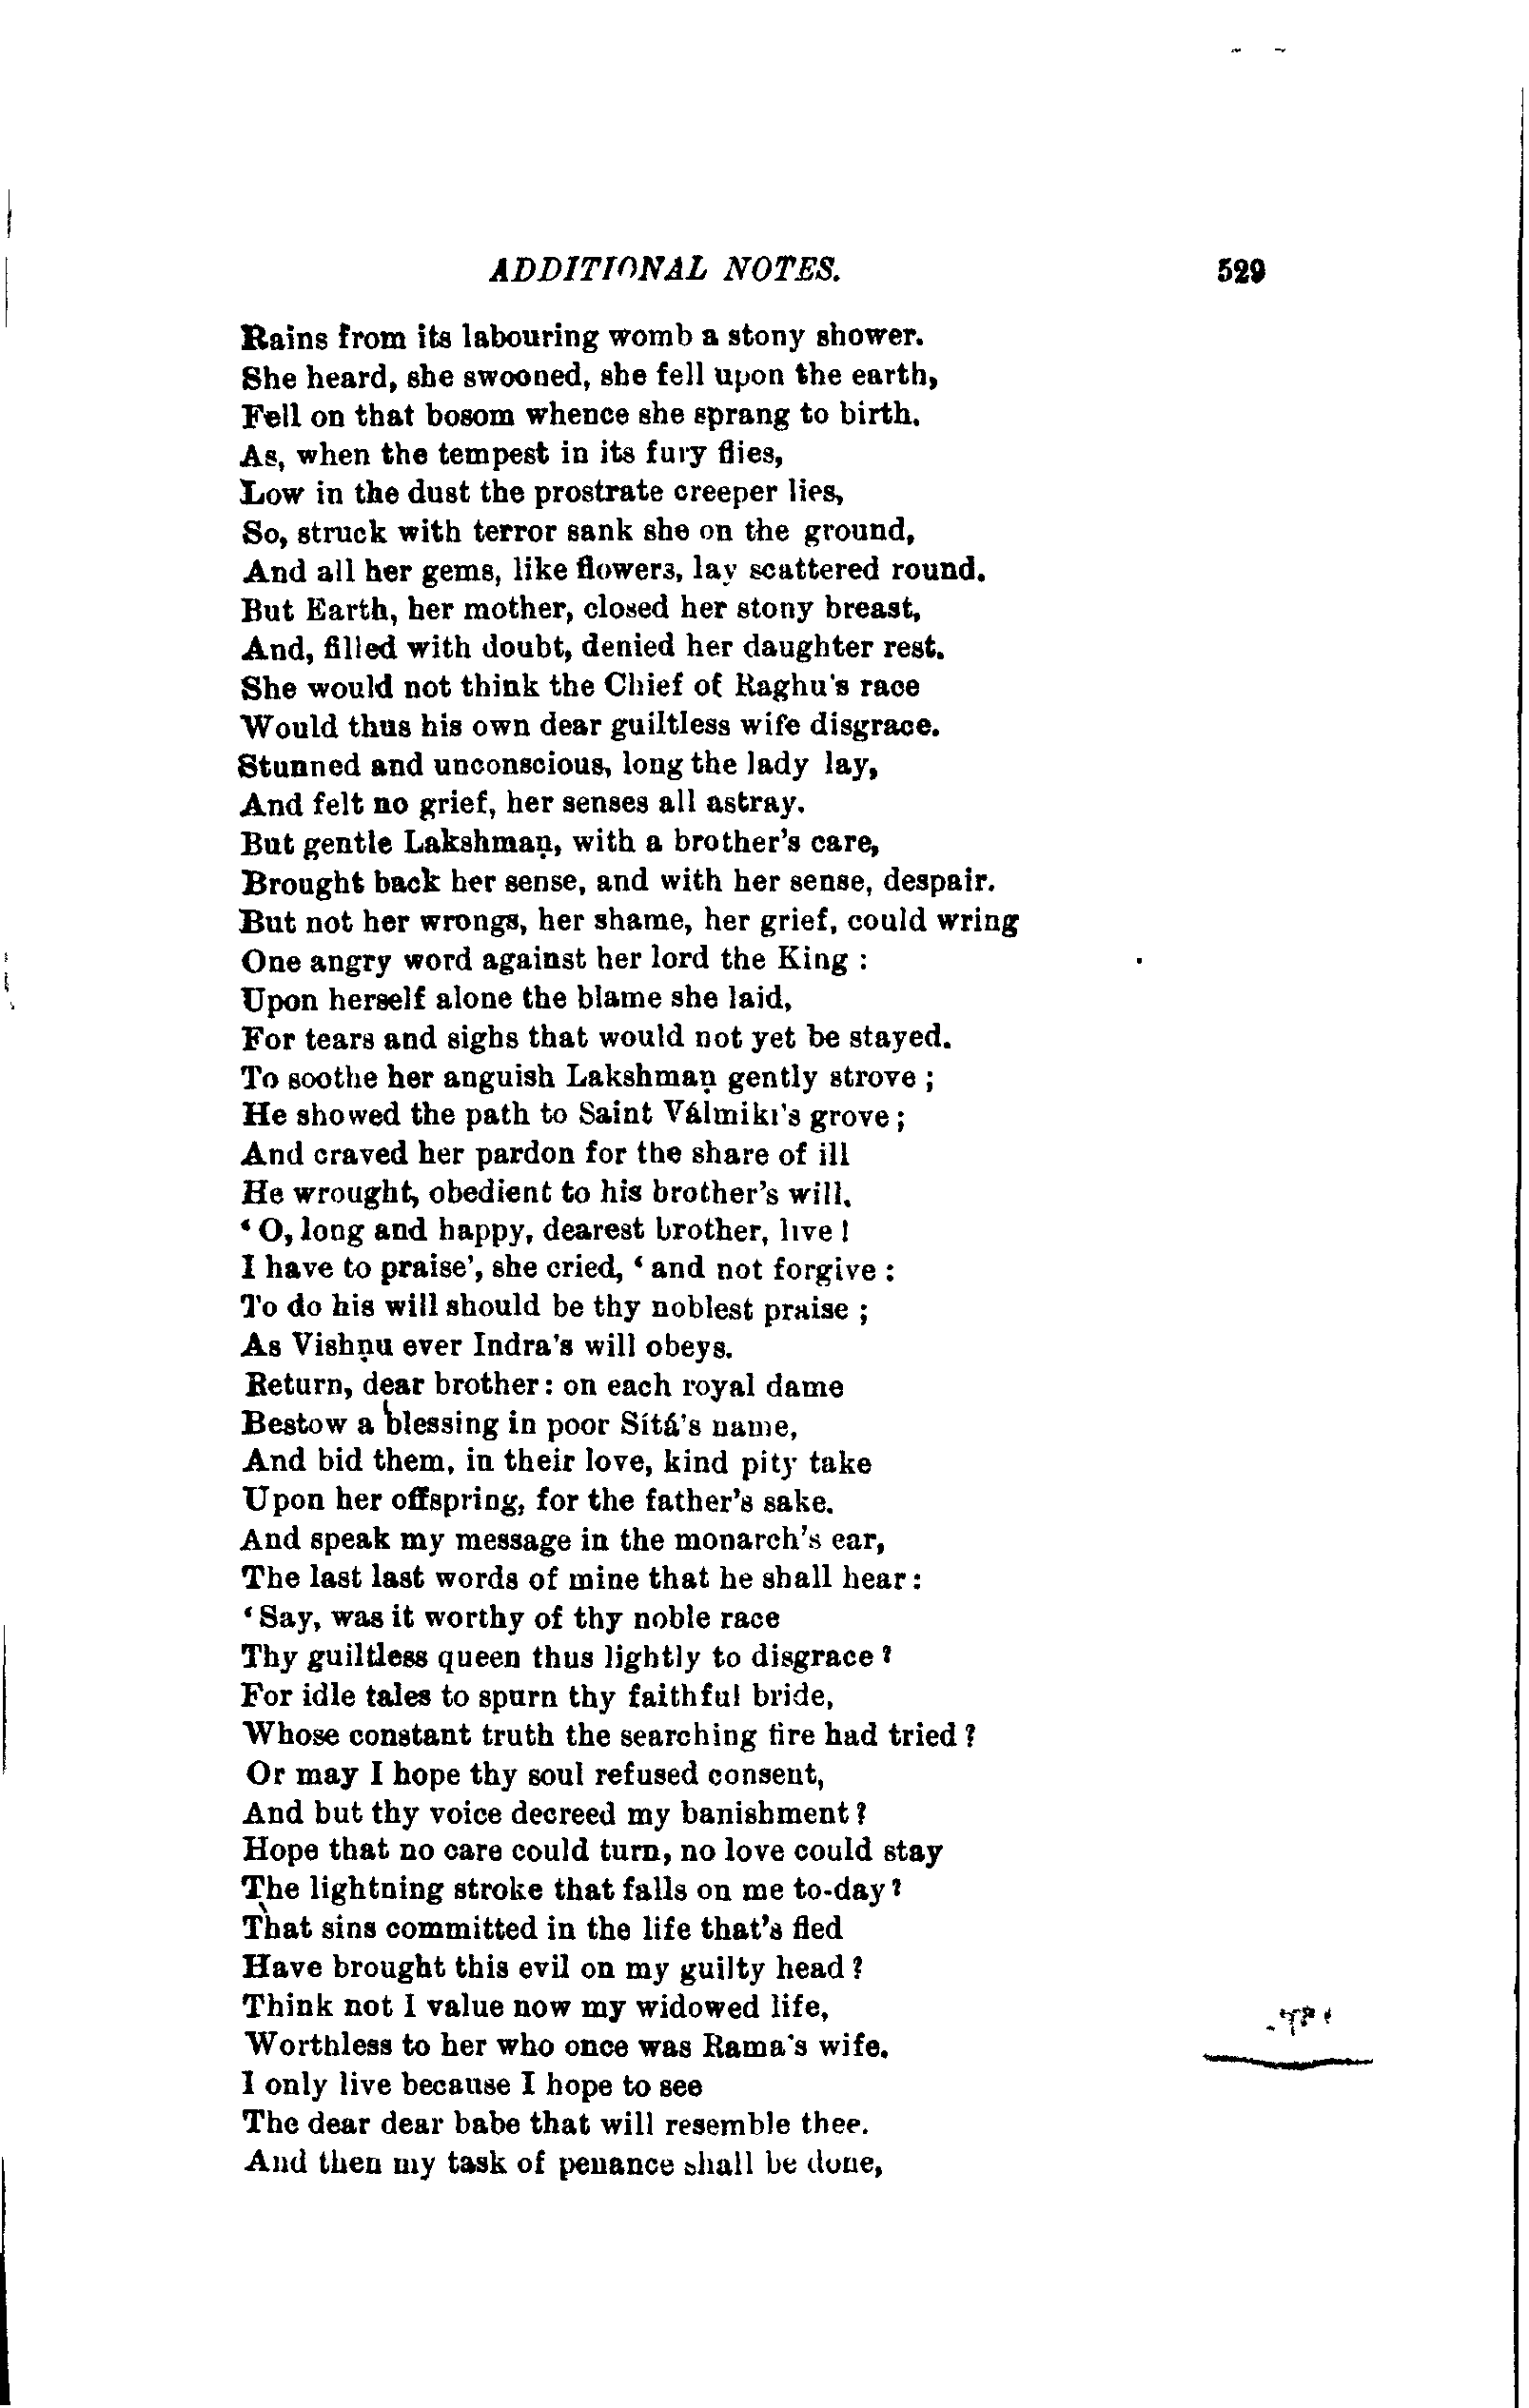 ADDITIONAL NOTES. 529
Rains from its labouring womb a stony shower.
She heard, she swooned, she fell upon the earth,
Fell on that bosom whence she sprang to birth.
As, when the tempest in its fury flies,
Low in the dust the prostrate creeper lies,
So, struck with terror sank she on the ground,
And all her gems, like flowers, lay scattered round.
But Earth, her mother, closed her stony breast,
And, filled with doubt, denied her daughter rest.
She would not think the Chief of Raghu's race
Would thus his own dear guiltless wife disgrace.
Stunned and unconscious, long the lady lay,
And felt no grief, her senses all astray.
But gentle Lakshmaṇ, with a brother's care,
Brought back her sense, and with her sense, despair.
But not her wrongs, her shame, her grief, could wring
One angry word against her lord the King :
Upon herself alone the blame she laid,
For tears and sighs that would not yet be stayed.
To soothe her anguish Lakshmaṇ gently strove ;
He showed the path to Saint Válmiki's grove ;
And craved her pardon for the share of ill
He wrought, obedient to his brother's will.
‘ O, long and happy, dearest brother, live !
I have to praise’, she cried, ‘ and not forgive :
To do his will should be thy noblest praise ;
As Vishṇu ever Indra's will obeys.
Return, dear brother : on each royal dame
Bestow a blessing in poor Sítá's name,
And bid them, in their love, kind pity take
Upon her offspring, for the father's sake.
And speak my message in the monarch's ear,
The last last words of mine that he shall hear :
‘ Say, was it worthy of thy noble race
Thy guiltless queen thus lightly to disgrace ?
For idle tales to spurn thy faithful bride,
Whose constant truth the searching fire had tried ?
Or may I hope thy soul refused consent,
And but thy voice decreed my banishment ?
Hope that no care could turn, no love could stay
The lightning stroke that falls on me to-day ?
That sins committed in the life that's fled
Have brought this evil on my guilty head ?
Think not I value now my widowed life,
Worthless to her who once was Rama's wife.
I only live because I hope to see
The dear dear babe that will resemble thee.
And then my task of penance shall be done,